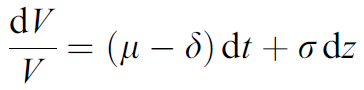 dV/V = (μ − δ) dt + σ dz